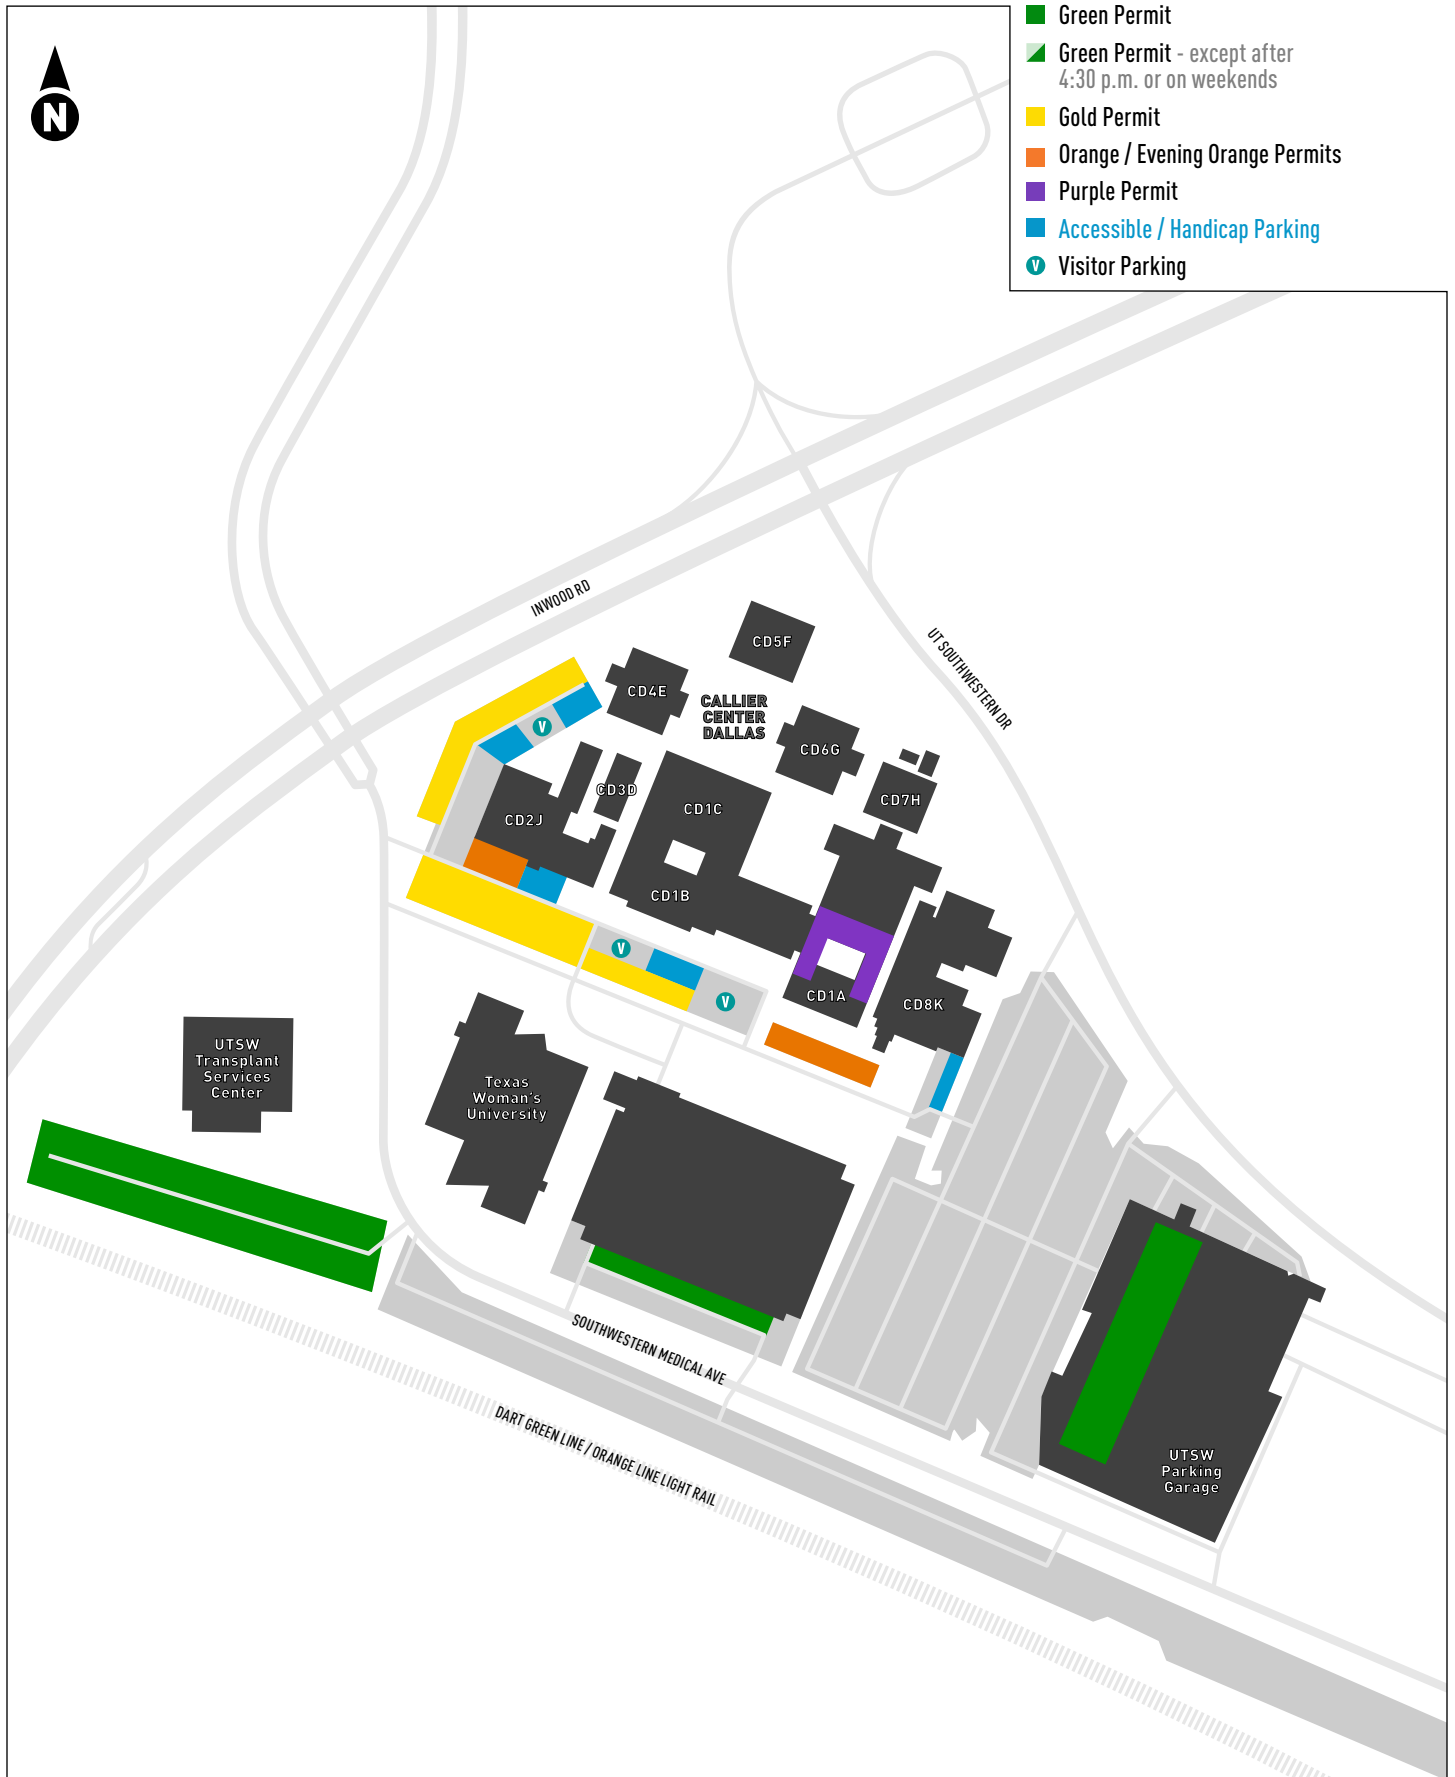 Green Permit
Green Permit - except after
4:30 p.m. or on weekends
Gold Permit
Orange / Evening Orange Permits
Purple Permit
Accessible / Handicap Parking
V Visitor Parking
N
INWOOD RD
UT SOUTHWESTERN DR
CD5F
CD4E
CALLIER
CENTER
DALLAS
V
CD6G
CD3D
CD7H
CD1C
CD2J
CD1B
V
CD1A
V
CD8K
UTSW
Transplant
Services
Center
Texas
Woman's
University
SOUTHWESTERN MEDICAL AVE
DART GREEN LINE / ORANGE LINE LIGHT RAIL
UTSW
Parking
Garage